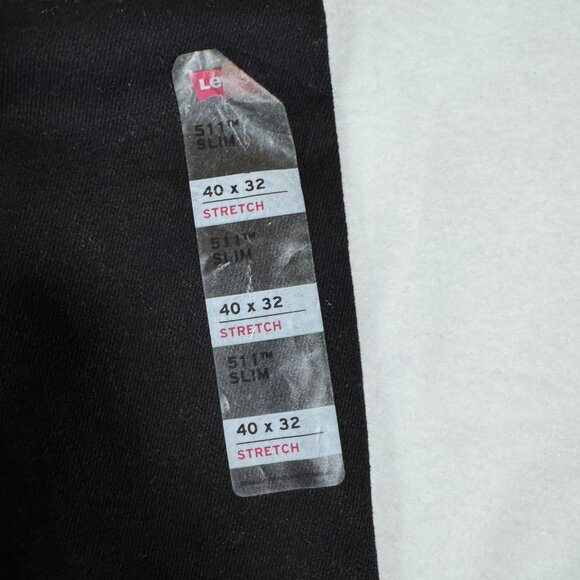 Le
511™
SLIM
40 x 32
STRETCH
511™
SLIM
40 x 32
STRETCH
511™
SLIM
40 x 32
STRETCH